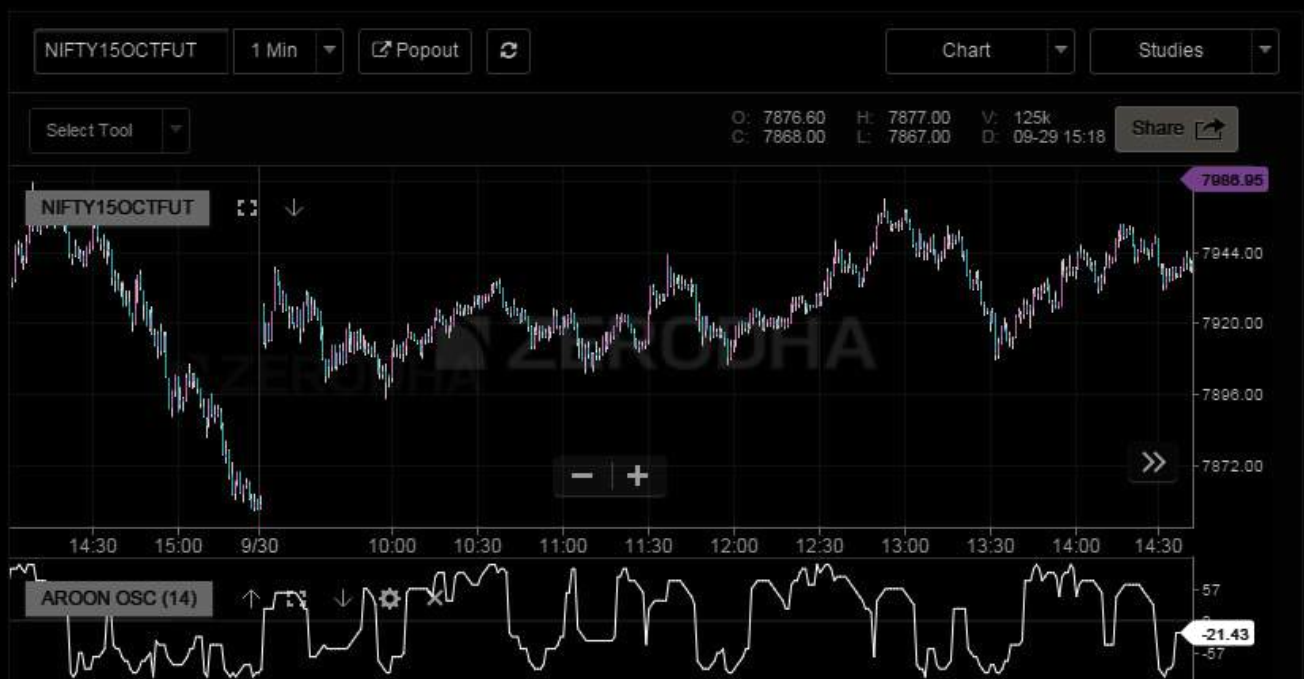 NIFTY15OCTFUT 1 Min Popout Chart Studies
Select Tool
O: 7876.60 H: 7877.00 V: 125k
C: 7868.00 L: 7867.00 D: 09-29 15:18
Share
7986.95
NIFTY15OCTFUT
7944.00
7920.00
ZERODHA
ZERODHA
7896.00
7872.00
14:30 15:00 9/30 10:00 10:30 11:00 11:30 12:00 12:30 13:00 13:30 14:00 14:30
AROON OSC (14)
57
0
-21.43
-57